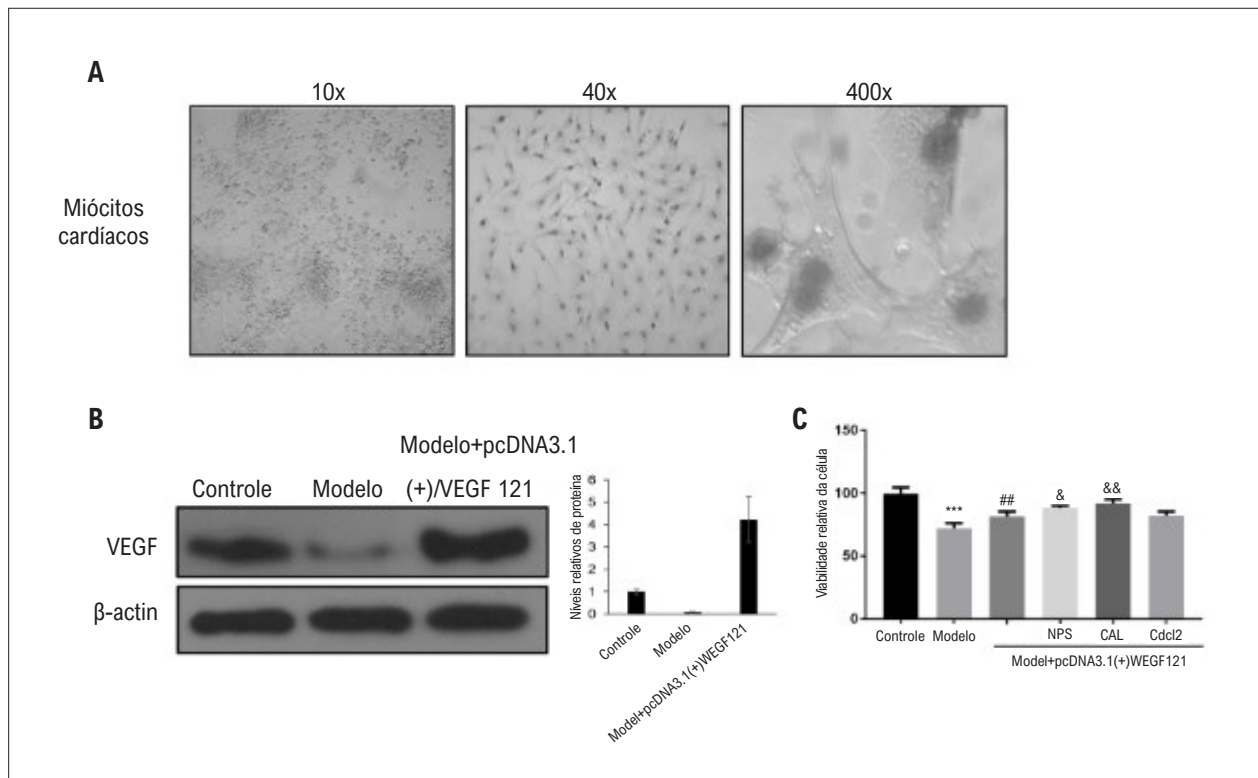 A
10x 40x 400x
Miócitos
cardíacos
B
Modelo+pcDNA3.1
Controle Modelo (+)/VEGF 121
VEGF
β-actin
Níveis relativos de proteína
6
5
4
3
2
1
0
Controle
Modelo
Model+pcDNA3.1(+)WEGF121
C
Viabilidade relativa da célula
150
100
50
0
*** ## & &&
Controle Modelo NPS CAL Cdcl2
Model+pcDNA3.1(+)WEGF121